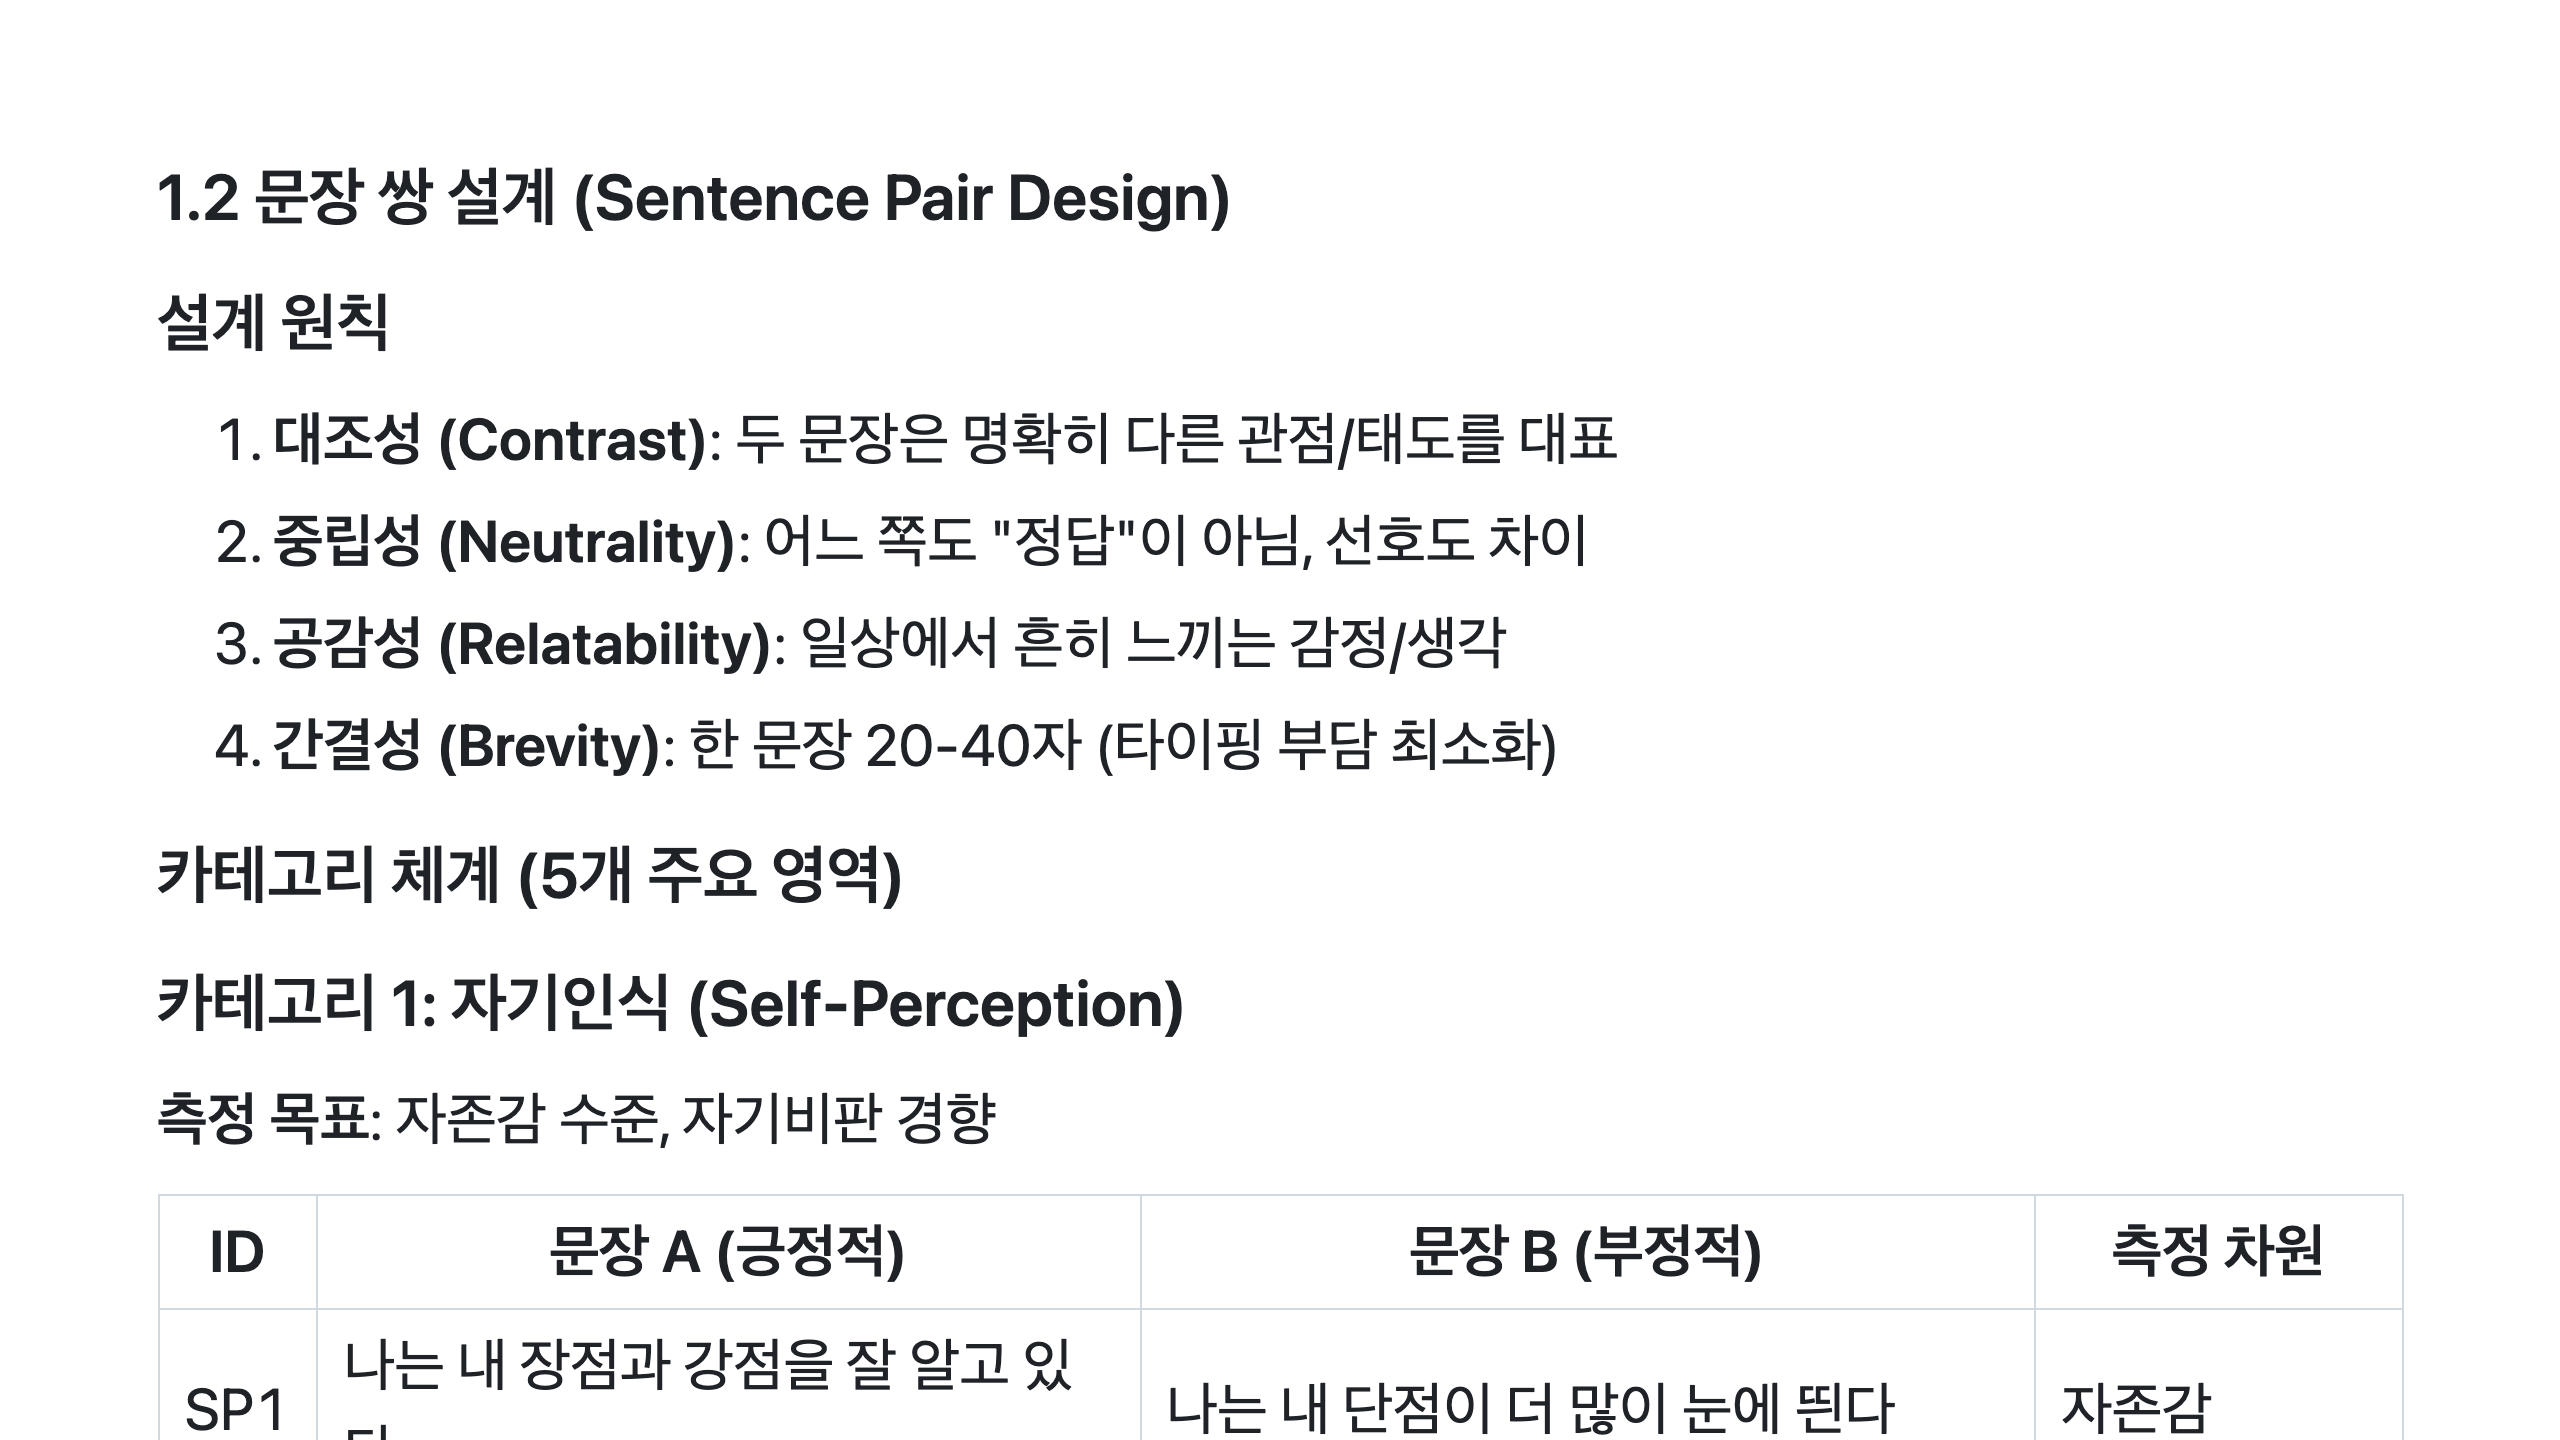 1.2 문장 쌍 설계 (Sentence Pair Design)
설계 원칙
1. 대조성 (Contrast): 두 문장은 명확히 다른 관점/태도를 대표
2. 중립성 (Neutrality): 어느 쪽도 "정답"이 아님, 선호도 차이
3. 공감성 (Relatability): 일상에서 흔히 느끼는 감정/생각
4. 간결성 (Brevity): 한 문장 20-40자 (타이핑 부담 최소화)
카테고리 체계 (5개 주요 영역)
카테고리 1: 자기인식 (Self-Perception)
측정 목표: 자존감 수준, 자기비판 경향
ID 문장 A (긍정적) 문장 B (부정적) 측정 차원
나는 내 장점과 강점을 잘 알고 있
SP1 나는 내 단점이 더 많이 눈에 띈다 자존감